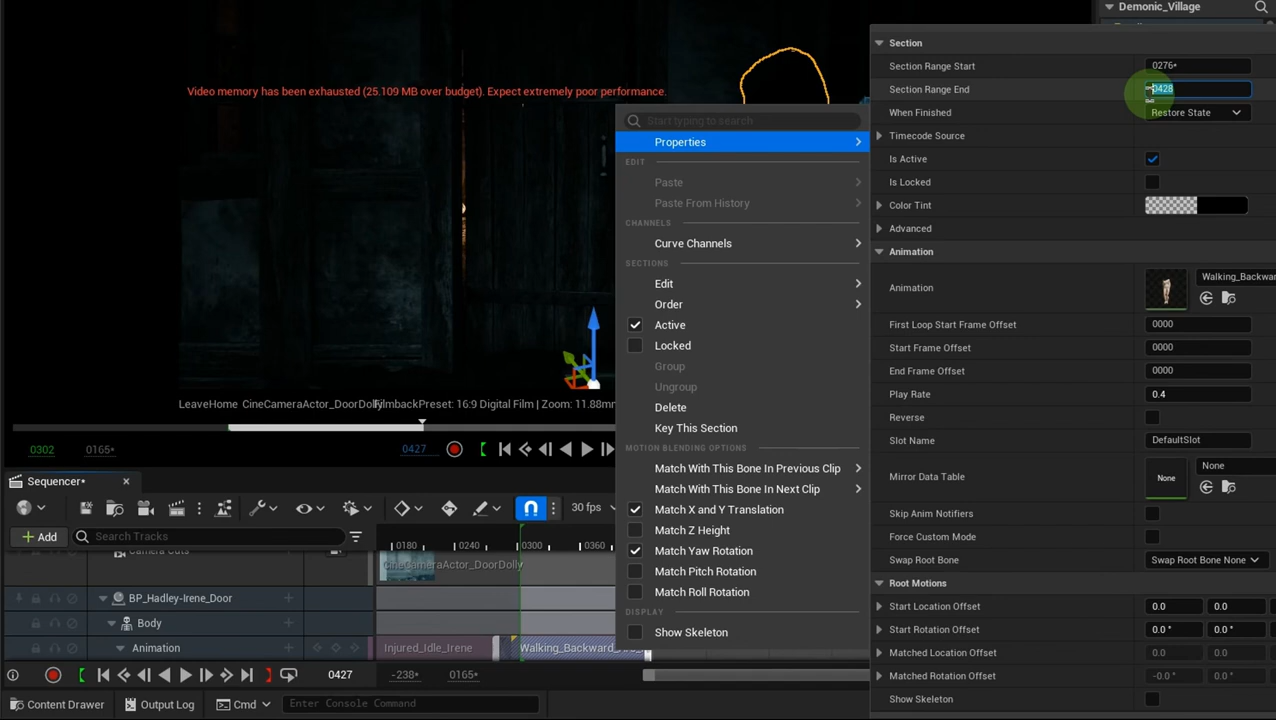 Demonic_Village
Section
Section Range Start 0276*
Section Range End 0428
When Finished Restore State
Timecode Source
Is Active
Is Locked
Color Tint
Advanced
Animation
Animation Walking_Backwar
First Loop Start Frame Offset 0000
Start Frame Offset 0000
End Frame Offset 0000
Play Rate 0.4
Reverse
Slot Name DefaultSlot
Mirror Data Table None None
Skip Anim Notifiers
Force Custom Mode
Swap Root Bone Swap Root Bone None
Root Motions
Start Location Offset 0.0 0.0
Start Rotation Offset 0.0 ° 0.0 °
Matched Location Offset 0.0 0.0
Matched Rotation Offset -0.0 ° 0.0 °
Show Skeleton
Video memory has been exhausted (25.109 MB over budget). Expect extremely poor performance.
Start typing to search
Properties
EDIT
Paste
Paste From History
CHANNELS
Curve Channels
SECTIONS
Edit
Order
Active
Locked
Group
Ungroup
Delete
Key This Section
MOTION BLENDING OPTIONS
Match With This Bone In Previous Clip
Match With This Bone In Next Clip
Match X and Y Translation
Match Z Height
Match Yaw Rotation
Match Pitch Rotation
Match Roll Rotation
DISPLAY
Show Skeleton
LeaveHome CineCameraActor_DoorDolly FilmbackPreset: 16:9 Digital Film | Zoom: 11.88mm
0302 0165* 0427
Sequencer*
30 fps
Add Search Tracks
0180 0240 0300 0360
Camera Cuts
CineCameraActor_DoorDolly
BP_Hadley-Irene_Door
Body
Animation Injured_Idle_Irene Walking_Backward
0427 -238* 0165*
Content Drawer Output Log Cmd Enter Console Command